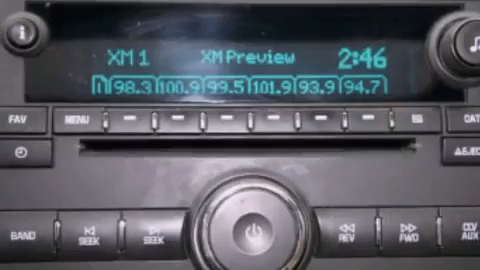 XM 1 XM Preview 2:46
98.3 100.9 99.5 101.9 93.9 94.7
FAV MENU CAT
BAND SEEK SEEK REV FWD AUX